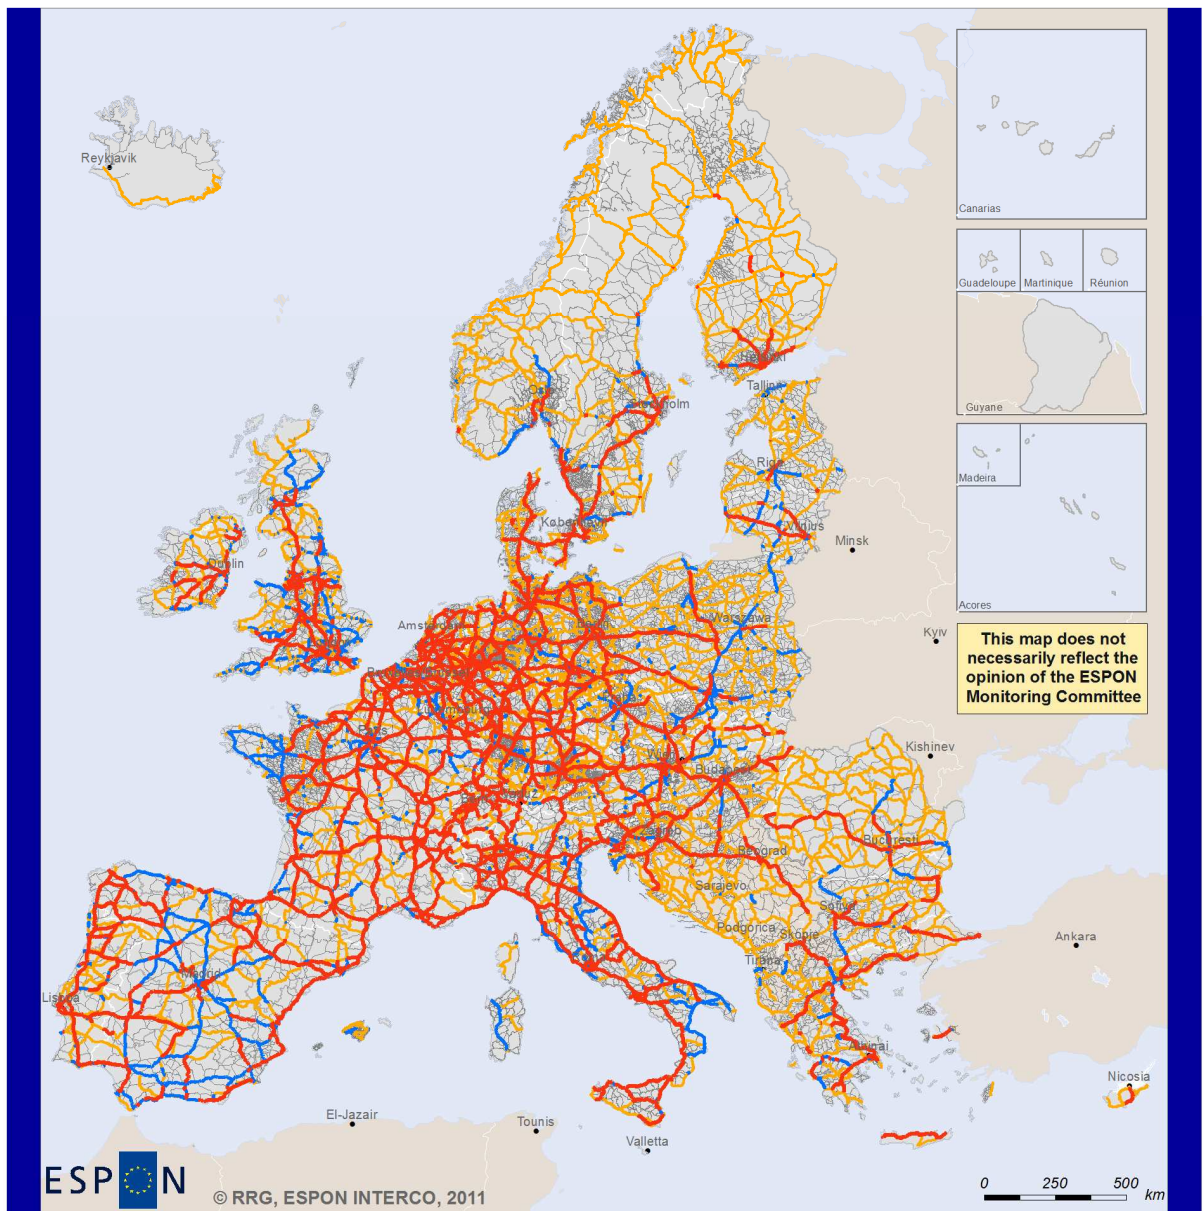 Reykjavik
Canarias
Guadeloupe
Martinique
Réunion
Guyane
Madeira
Acores
Helsinki
Tallinn
Oslo
Stockholm
Riga
København
Vilnius
Minsk
Dublin
Amsterdam
Warszawa
Kyiv
This map does not
necessarily reflect the
opinion of the ESPON
Monitoring Committee
Kishinev
Budapest
Zagreb
Beograd
Bucuresti
Sarajevo
Sofiya
Podgorica
Skopje
Tirana
Ankara
Madrid
Lisboa
Athinai
Nicosia
El-Jazair
Tounis
Valletta
ESPON
© RRG, ESPON INTERCO, 2011
0 250 500
km